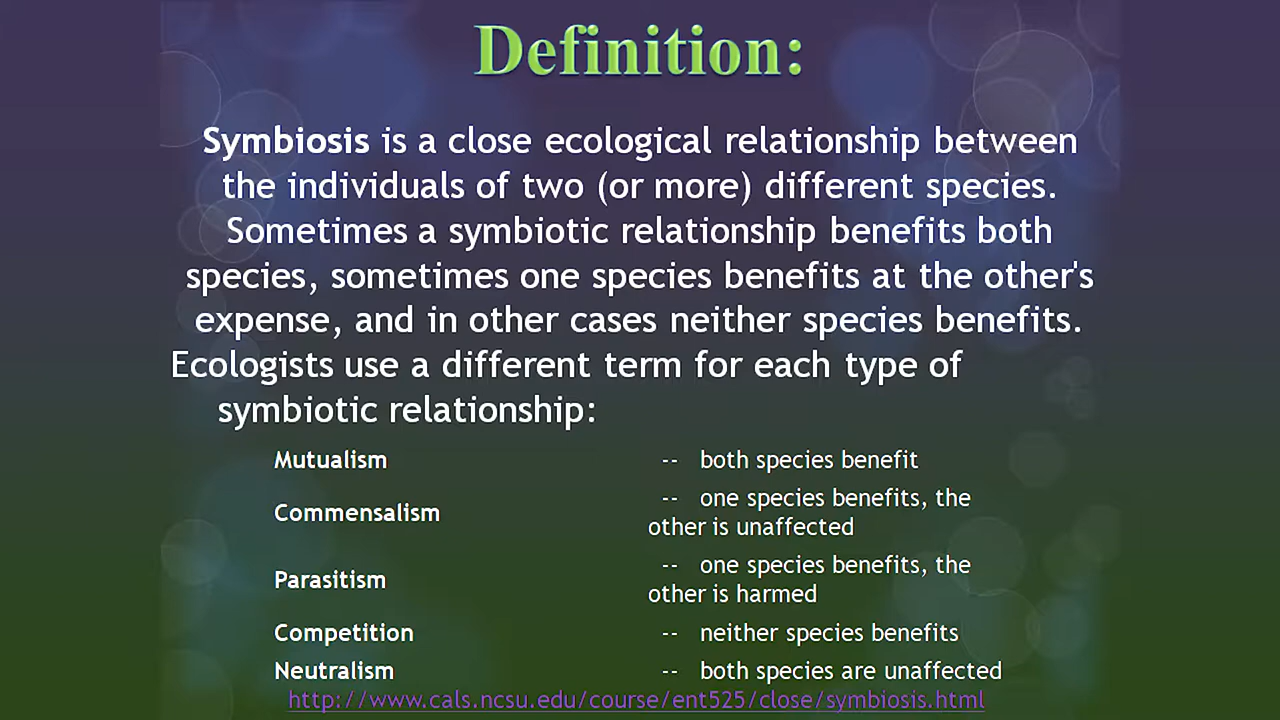 Definition:
Symbiosis is a close ecological relationship between
the individuals of two (or more) different species.
Sometimes a symbiotic relationship benefits both
species, sometimes one species benefits at the other's
expense, and in other cases neither species benefits.
Ecologists use a different term for each type of
symbiotic relationship:
Mutualism -- both species benefit
Commensalism -- one species benefits, the
other is unaffected
Parasitism -- one species benefits, the
other is harmed
Competition -- neither species benefits
Neutralism -- both species are unaffected
http://www.cals.ncsu.edu/course/ent525/close/symbiosis.html